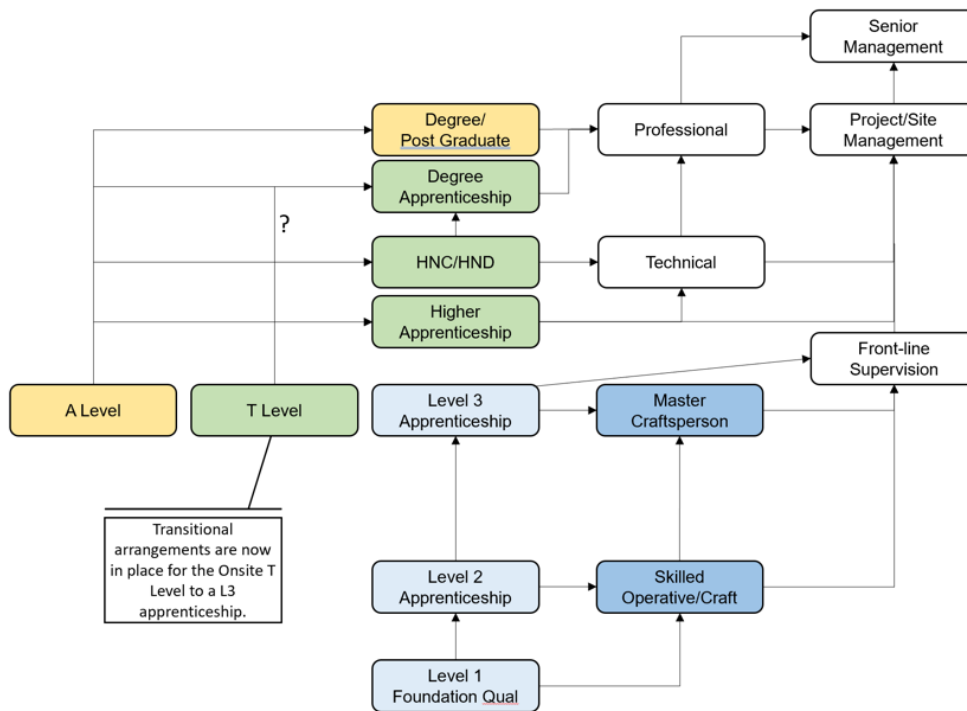 Senior
Management
Degree/
Post Graduate
Professional
Project/Site
Management
Degree
Apprenticeship
?
HNC/HND
Technical
Higher
Apprenticeship
Front-line
Supervision
A Level
T Level
Level 3
Apprenticeship
Master
Craftsperson
Transitional
arrangements are now
in place for the Onsite T
Level to a L3
apprenticeship.
Level 2
Apprenticeship
Skilled
Operative/Craft
Level 1
Foundation Qual